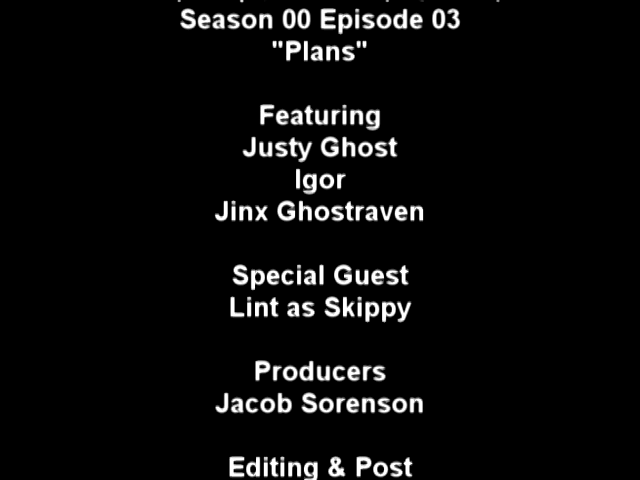 Season 00 Episode 03
"Plans"
Featuring
Justy Ghost
Igor
Jinx Ghostraven
Special Guest
Lint as Skippy
Producers
Jacob Sorenson
Editing & Post